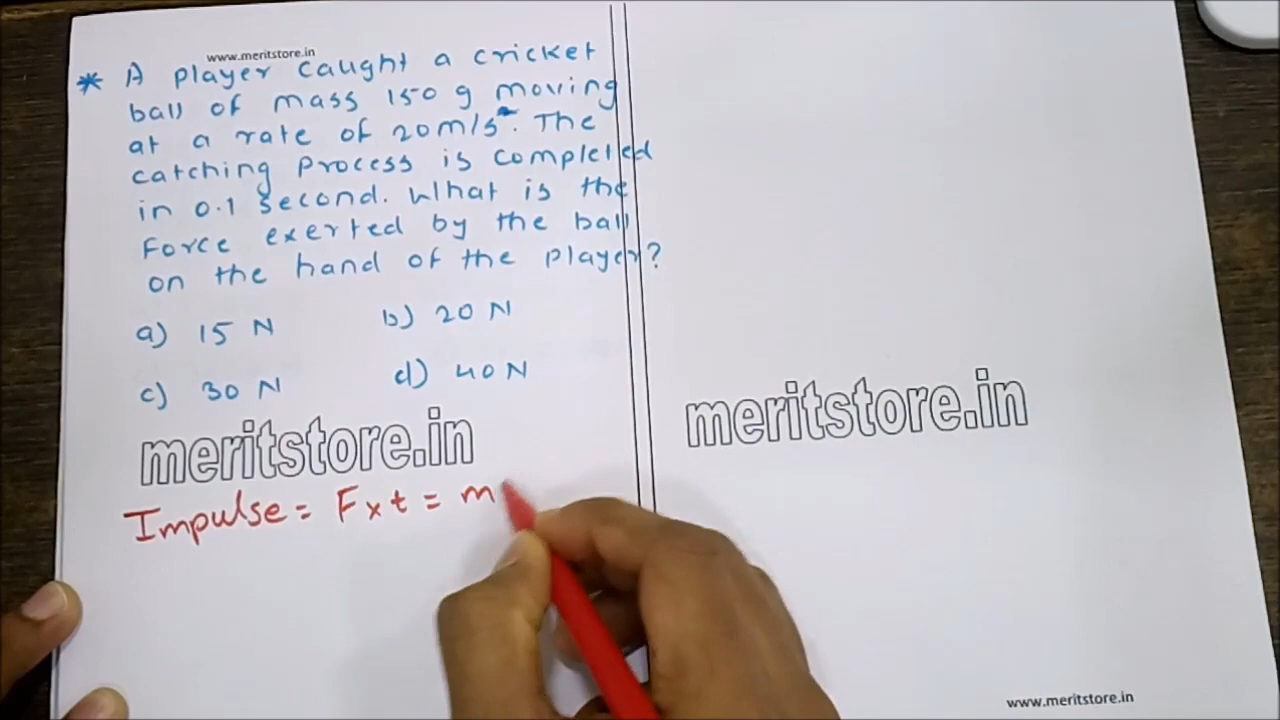 www.meritstore.in
* A player caught a cricket
ball of mass 150 g moving
at a rate of 20m/s. The
catching process is completed
in 0.1 second. What is the
Force exerted by the ball
on the hand of the player?
a) 15 N b) 20 N
c) 30 N d) 40 N
meritstore.in
Impulse = F x t = m
meritstore.in
www.meritstore.in